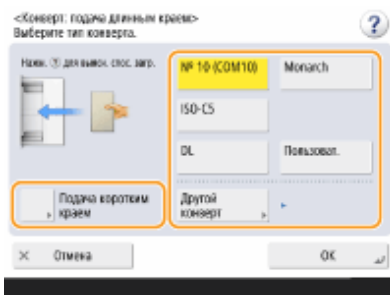 <Конверт: подача длинным краем>
Выберите тип конверта.
Нажм. ? для вывюн. спос. загр.
№ 10 (COM10)
Monarch
ISO-C5
DL
Пользоват.
Подача коротким
краем
Другой
конверт
Отмена
OK